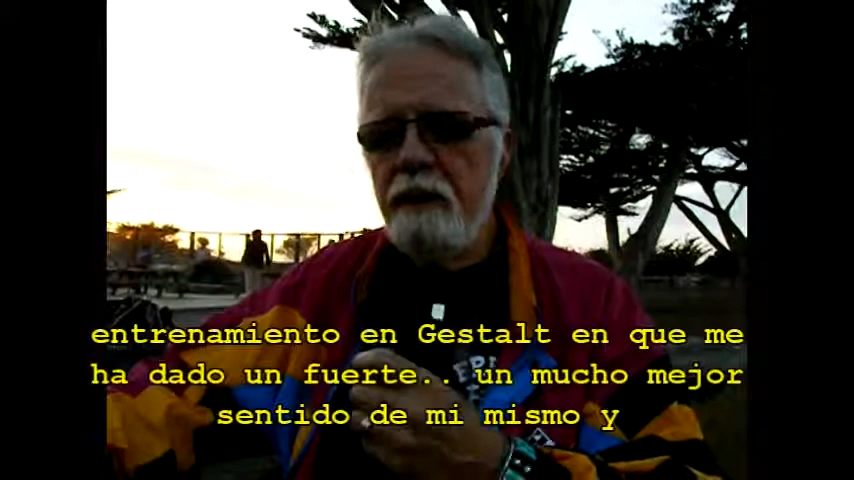 entrenamiento en Gestalt en que me
ha dado un fuerte.. un mucho mejor
sentido de mi mismo y